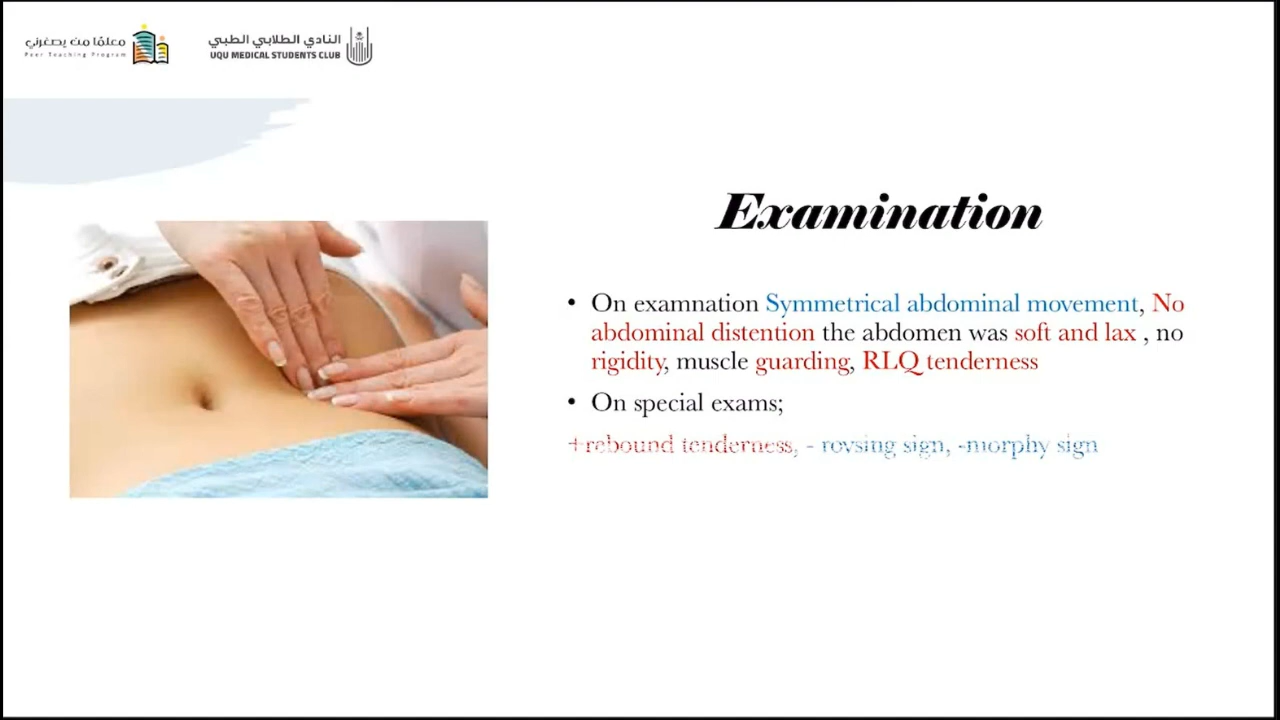 معلمًا من يصغرني
Peer Teaching Program
النادي الطلابي الطبي
UQU MEDICAL STUDENTS CLUB
Examination
• On examnation Symmetrical abdominal movement, No
abdominal distention the abdomen was soft and lax , no
rigidity, muscle guarding, RLQ tenderness
• On special exams;
+rebound tenderness, - rovsing sign, -morphy sign